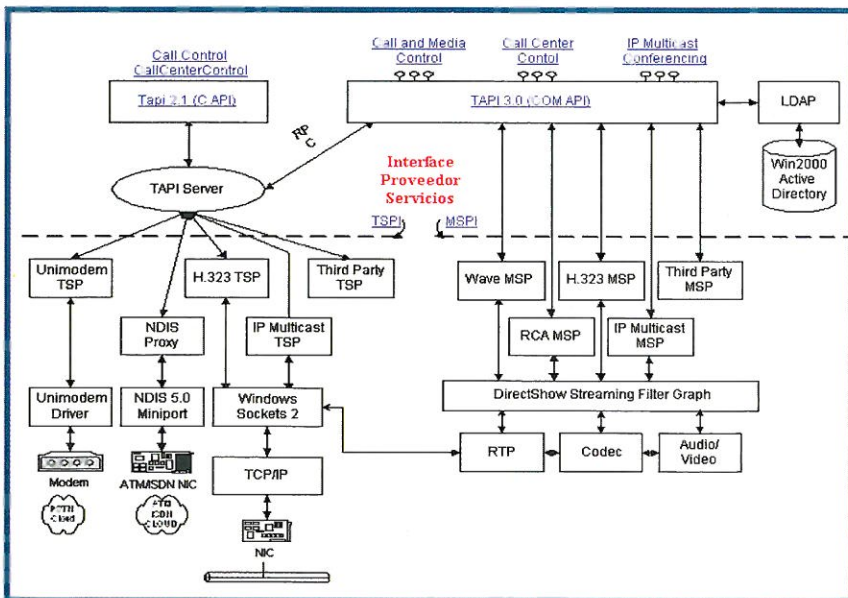 Call Control
CallCenterControl
Tapi 2.1 (C API)
Call and Media
Control
Call Center
Contol
IP Multicast
Conferencing
TAPI 3.0 (COM API)
LDAP
Win2000
Active
Directory
RP
C
TAPI Server
Interface
Proveedor
Servicios
TSPI
MSPI
Unimodem
TSP
H.323 TSP
Third Party
TSP
Wave MSP
H.323 MSP
Third Party
MSP
NDIS
Proxy
IP Multicast
TSP
RCA MSP
IP Multicast
MSP
Unimodem
Driver
NDIS 5.0
Miniport
Windows
Sockets 2
DirectShow Streaming Filter Graph
RTP
Codec
Audio/
Video
Modem
ATM/ISDN NIC
TCP/IP
ISDN
CLOUD
NIC